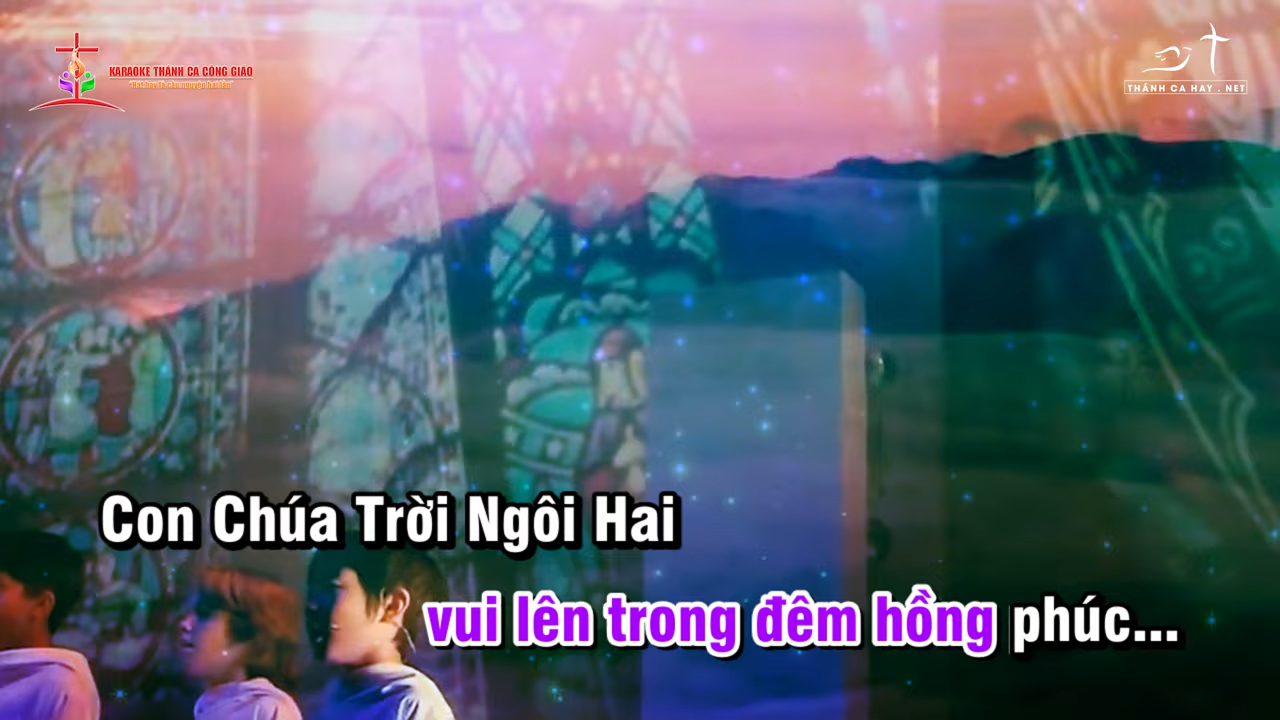 KARAOKE THÁNH CA CÔNG GIÁO
THÁNH CA HAY . NET
Con Chúa Trời Ngôi Hai
vui lên trong đêm hồng phúc...